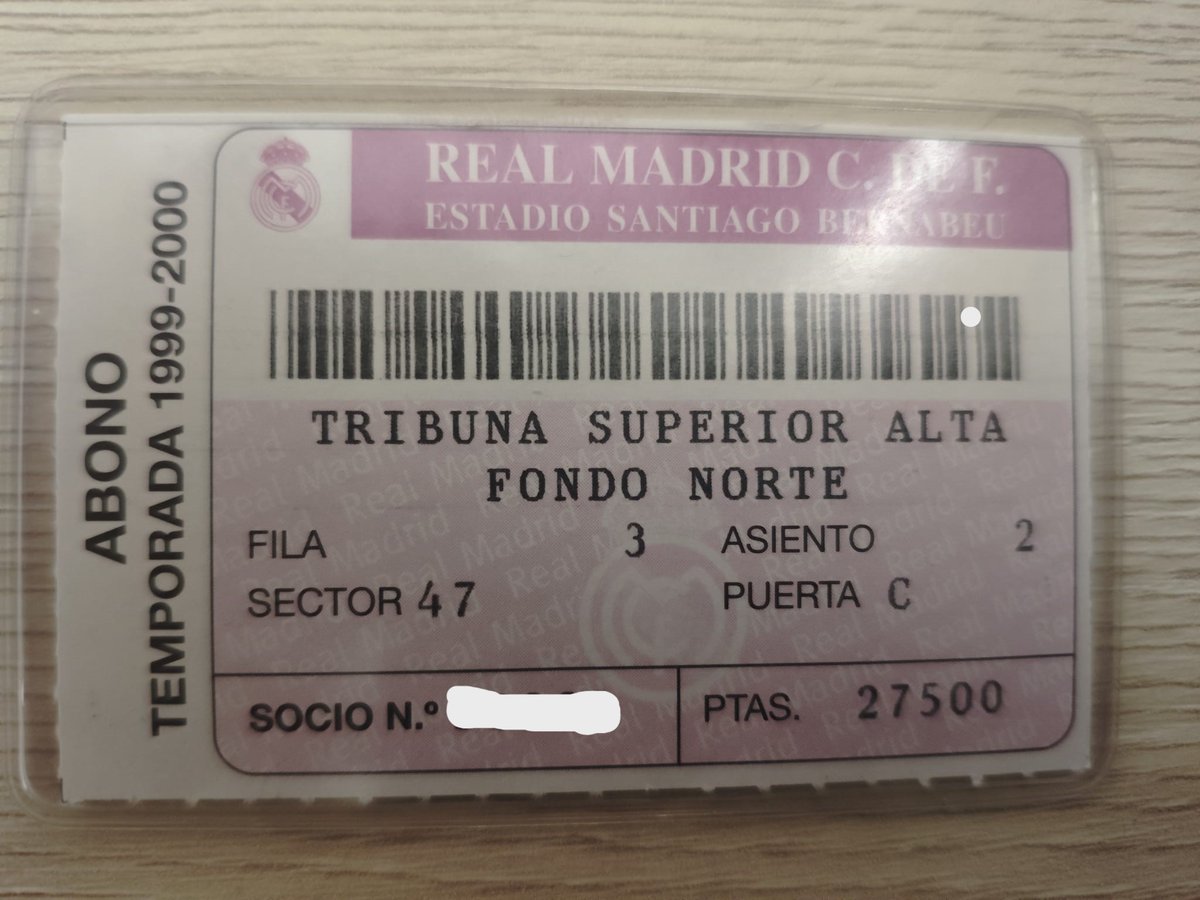 ABONO
TEMPORADA 1999-2000
REAL MADRID C. DE F.
ESTADIO SANTIAGO BERNABEU
TRIBUNA SUPERIOR ALTA
FONDO NORTE
FILA 3 ASIENTO 2
SECTOR 47 PUERTA C
SOCIO N.º
PTAS. 27500